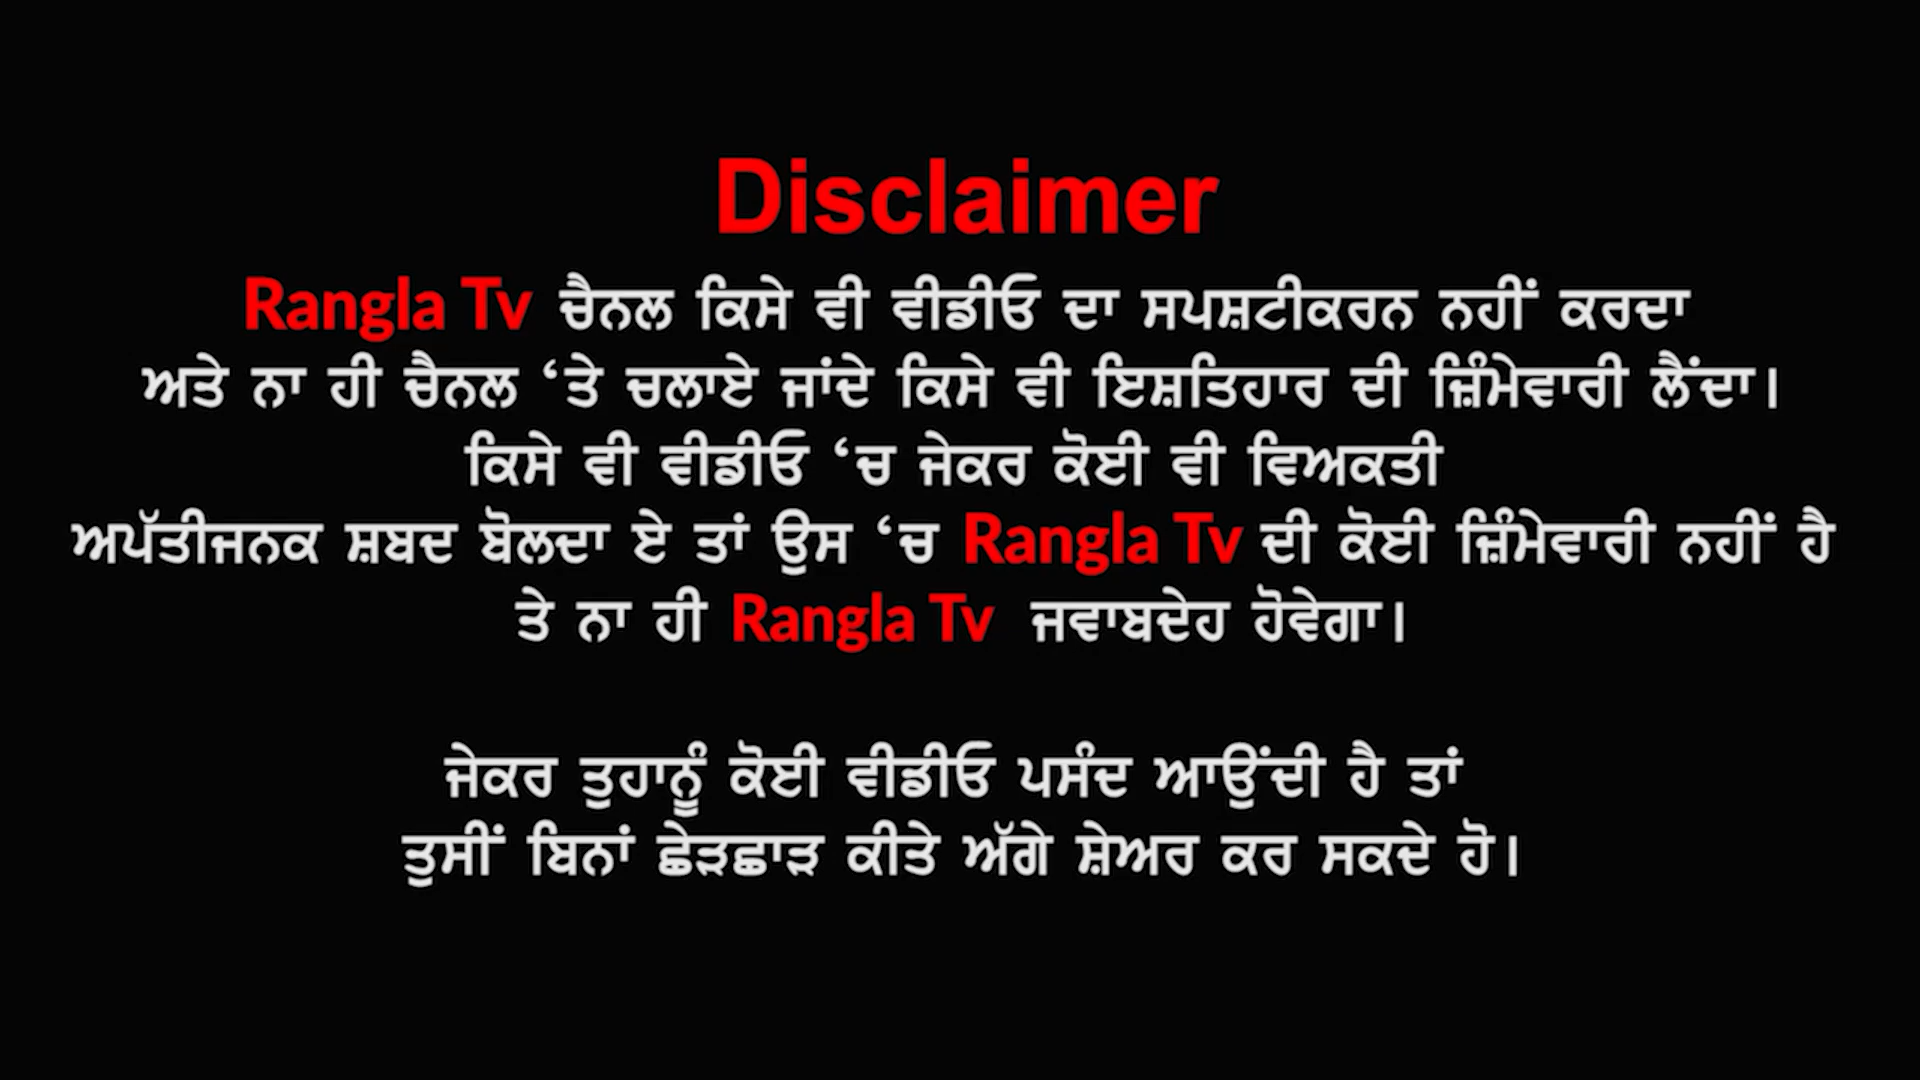 Disclaimer
Rangla Tv ਚੈਨਲ ਕਿਸੇ ਵੀ ਵੀਡੀਓ ਦਾ ਸਪਸ਼ਟੀਕਰਨ ਨਹੀਂ ਕਰਦਾ
ਅਤੇ ਨਾ ਹੀ ਚੈਨਲ ‘ਤੇ ਚਲਾਏ ਜਾਂਦੇ ਕਿਸੇ ਵੀ ਇਸ਼ਤਿਹਾਰ ਦੀ ਜ਼ਿੰਮੇਵਾਰੀ ਲੈਂਦਾ।
ਕਿਸੇ ਵੀ ਵੀਡੀਓ ‘ਚ ਜੇਕਰ ਕੋਈ ਵੀ ਵਿਅਕਤੀ
ਅਪੱਤੀਜਨਕ ਸ਼ਬਦ ਬੋਲਦਾ ਏ ਤਾਂ ਉਸ ‘ਚ Rangla Tv ਦੀ ਕੋਈ ਜ਼ਿੰਮੇਵਾਰੀ ਨਹੀਂ ਹੈ
ਤੇ ਨਾ ਹੀ Rangla Tv ਜਵਾਬਦੇਹ ਹੋਵੇਗਾ।
ਜੇਕਰ ਤੁਹਾਨੂੰ ਕੋਈ ਵੀਡੀਓ ਪਸੰਦ ਆਉਂਦੀ ਹੈ ਤਾਂ
ਤੁਸੀਂ ਬਿਨਾਂ ਛੇੜਛਾੜ ਕੀਤੇ ਅੱਗੇ ਸ਼ੇਅਰ ਕਰ ਸਕਦੇ ਹੋ।